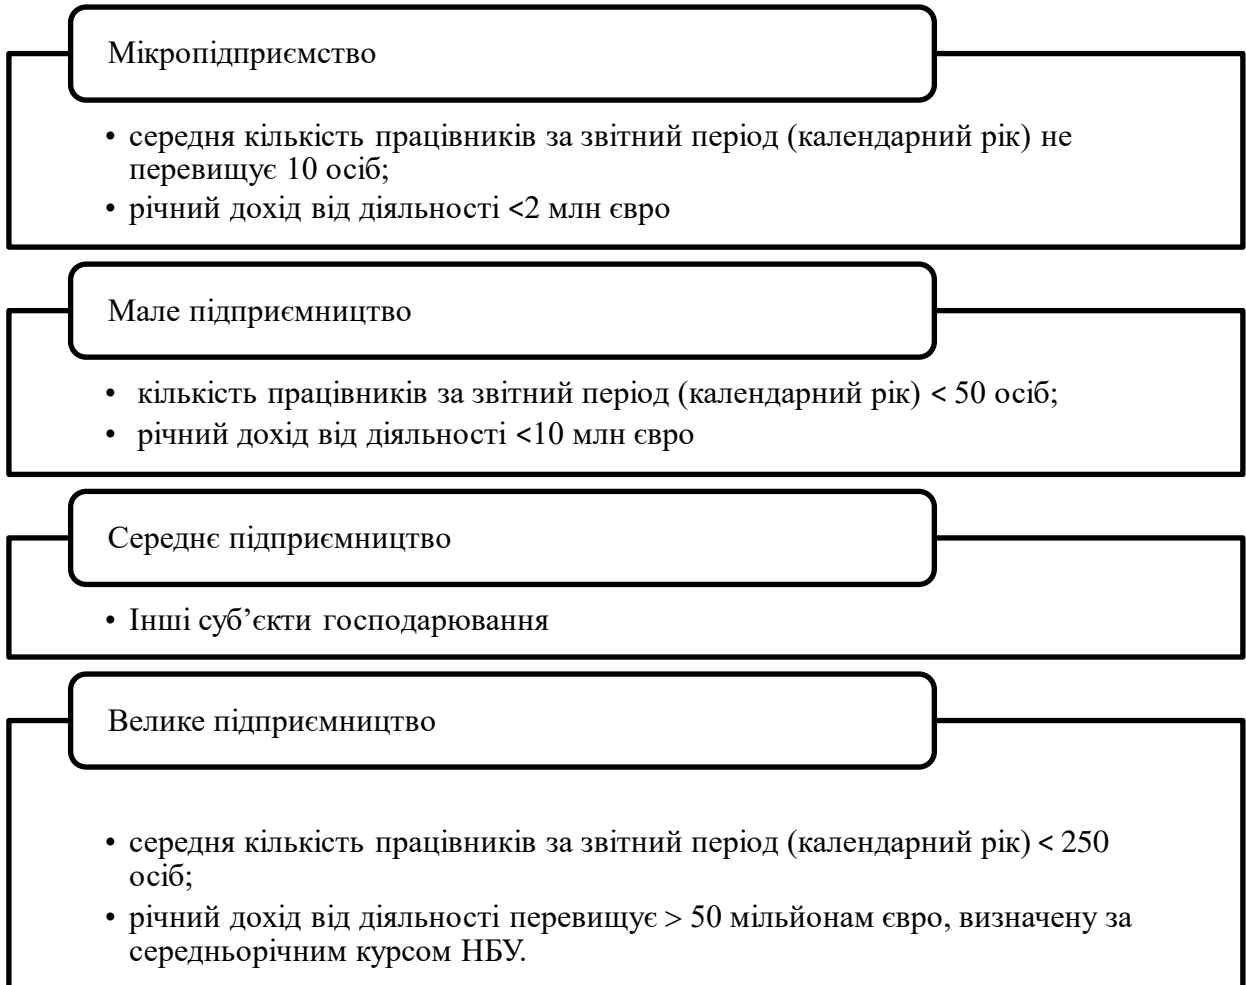 Мікропідприємство
• середня кількість працівників за звітний період (календарний рік) не
перевищує 10 осіб;
• річний дохід від діяльності <2 млн євро
Мале підприємництво
• кількість працівників за звітний період (календарний рік) < 50 осіб;
• річний дохід від діяльності <10 млн євро
Середнє підприємництво
• Інші суб’єкти господарювання
Велике підприємництво
• середня кількість працівників за звітний період (календарний рік) < 250
осіб;
• річний дохід від діяльності перевищує > 50 мільйонам євро, визначену за
середньорічним курсом НБУ.